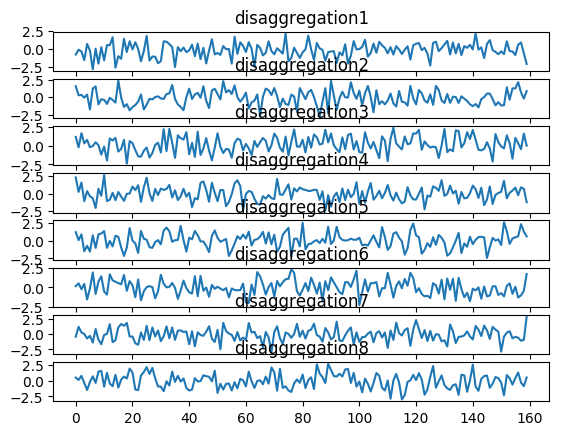 disaggregation1
2.5
0.0
−2.5
disaggregation2
2.5
0.0
−2.5
disaggregation3
2.5
0.0
−2.5
disaggregation4
2.5
0.0
−2.5
disaggregation5
2.5
0.0
−2.5
disaggregation6
2.5
0.0
−2.5
disaggregation7
2.5
0.0
−2.5
disaggregation8
2.5
0.0
−2.5
0 20 40 60 80 100 120 140 160